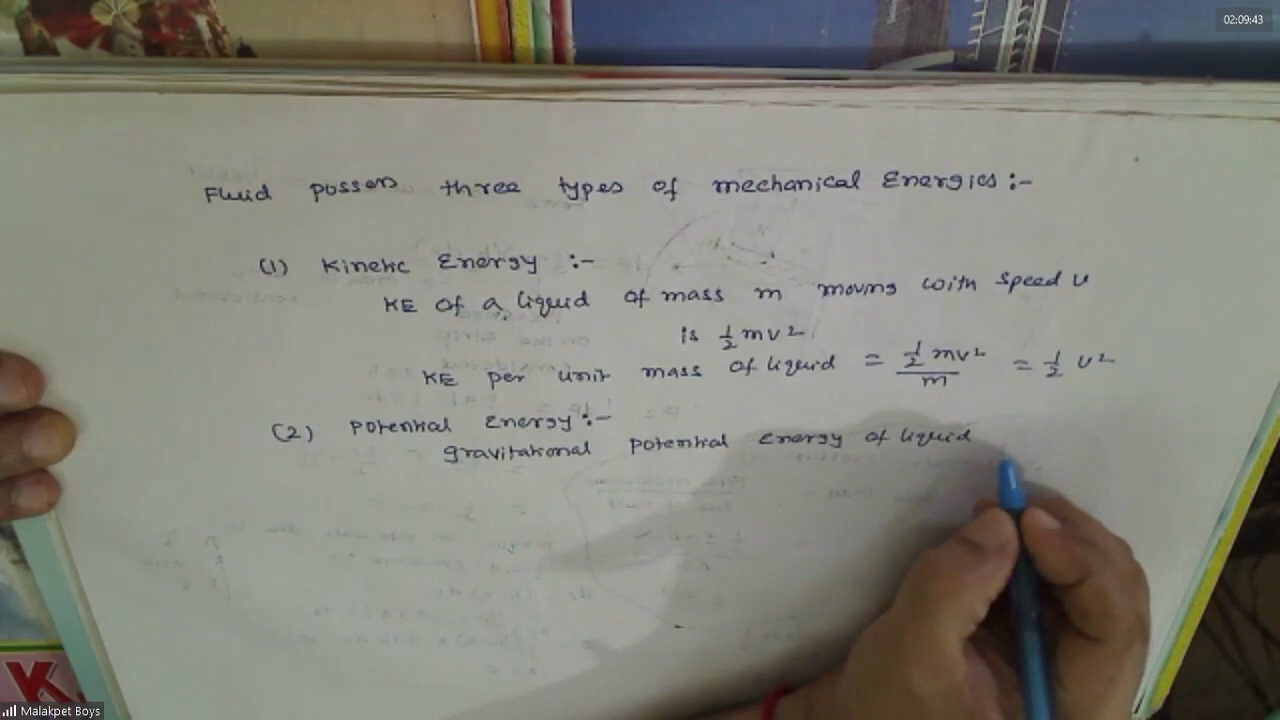 02:09:43
Fluid possess three types of mechanical Energies :-
(1) Kinetic Energy :-
KE of a liquid of mass m moving with speed v
is ½ mv²
KE per unit mass of liquid = ½ mv² / m = ½ v²
(2) Potential Energy :-
gravitational potential energy of liquid
K
Malakpet Boys